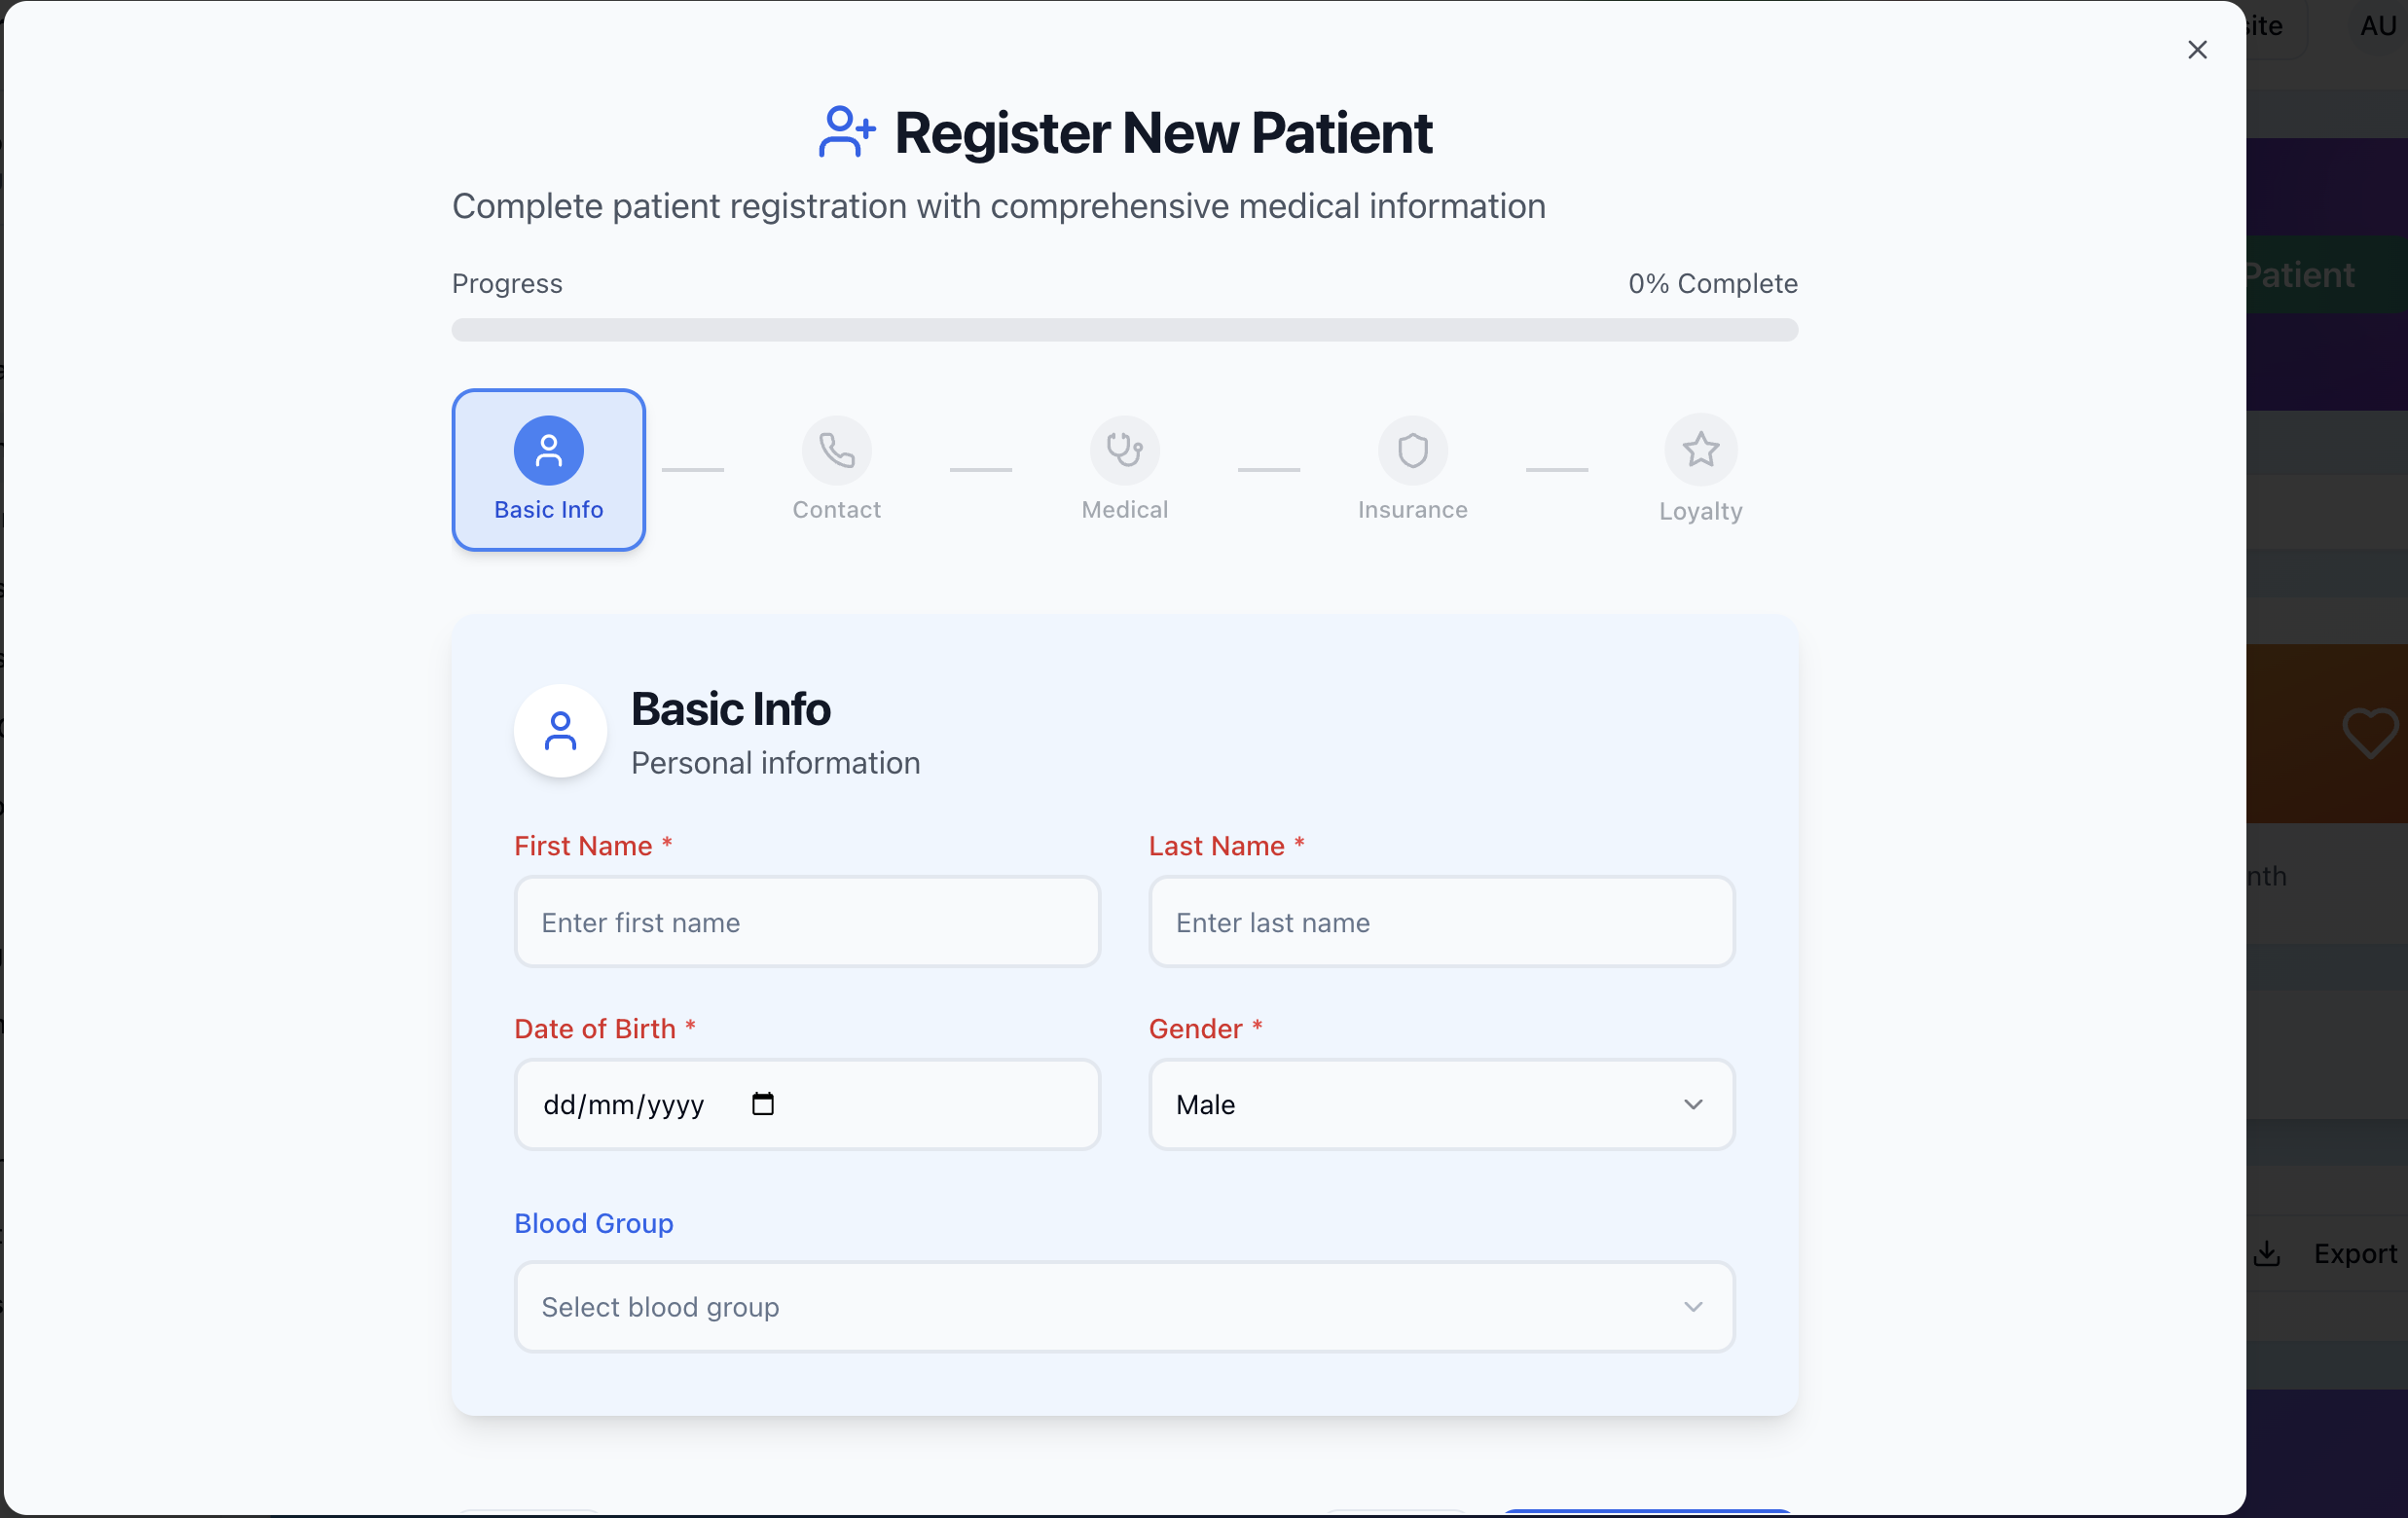 site
AU
Register New Patient
Complete patient registration with comprehensive medical information
Progress
0% Complete
Patient
Basic Info
Contact
Medical
Insurance
Loyalty
Basic Info
Personal information
First Name *
Last Name *
Enter first name
Enter last name
nth
Date of Birth *
Gender *
dd/mm/yyyy
Male
Blood Group
Export
Select blood group